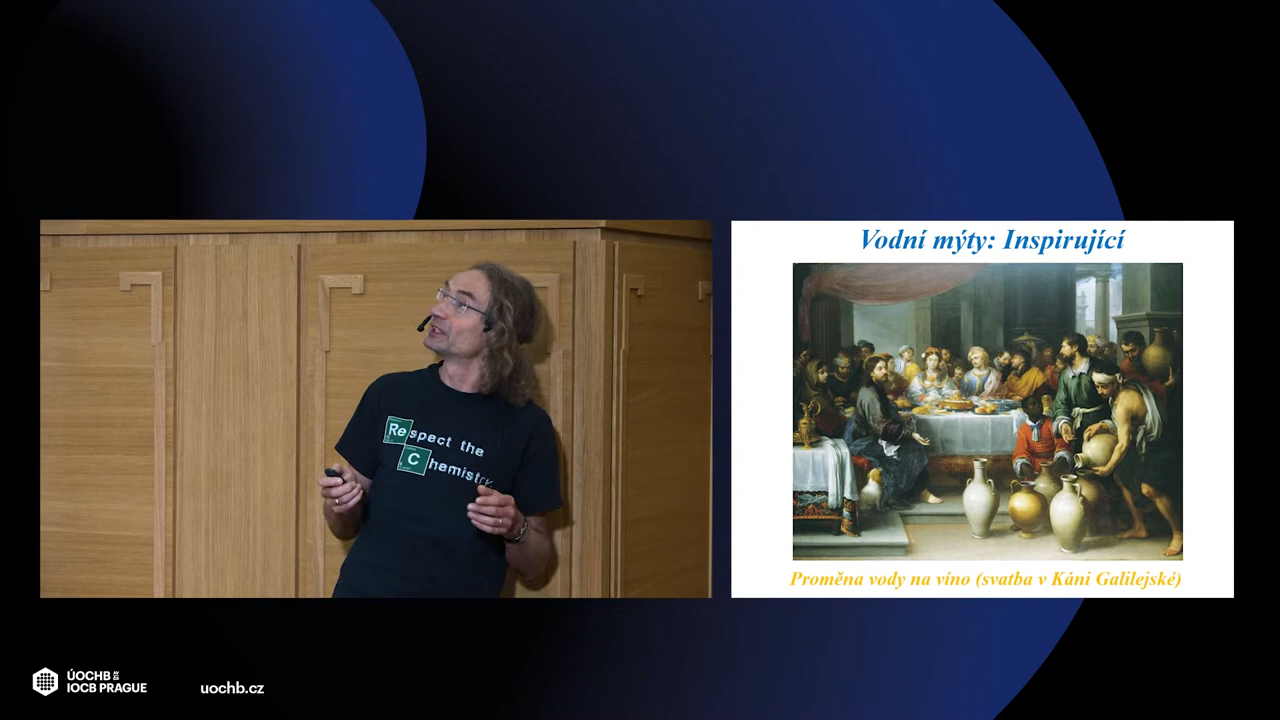 Respect the
Chemistry
Vodní mýty: Inspirující
Proměna vody na víno (svatba v Káni Galilejské)
ÚOCHB
IOCB PRAGUE
uochb.cz